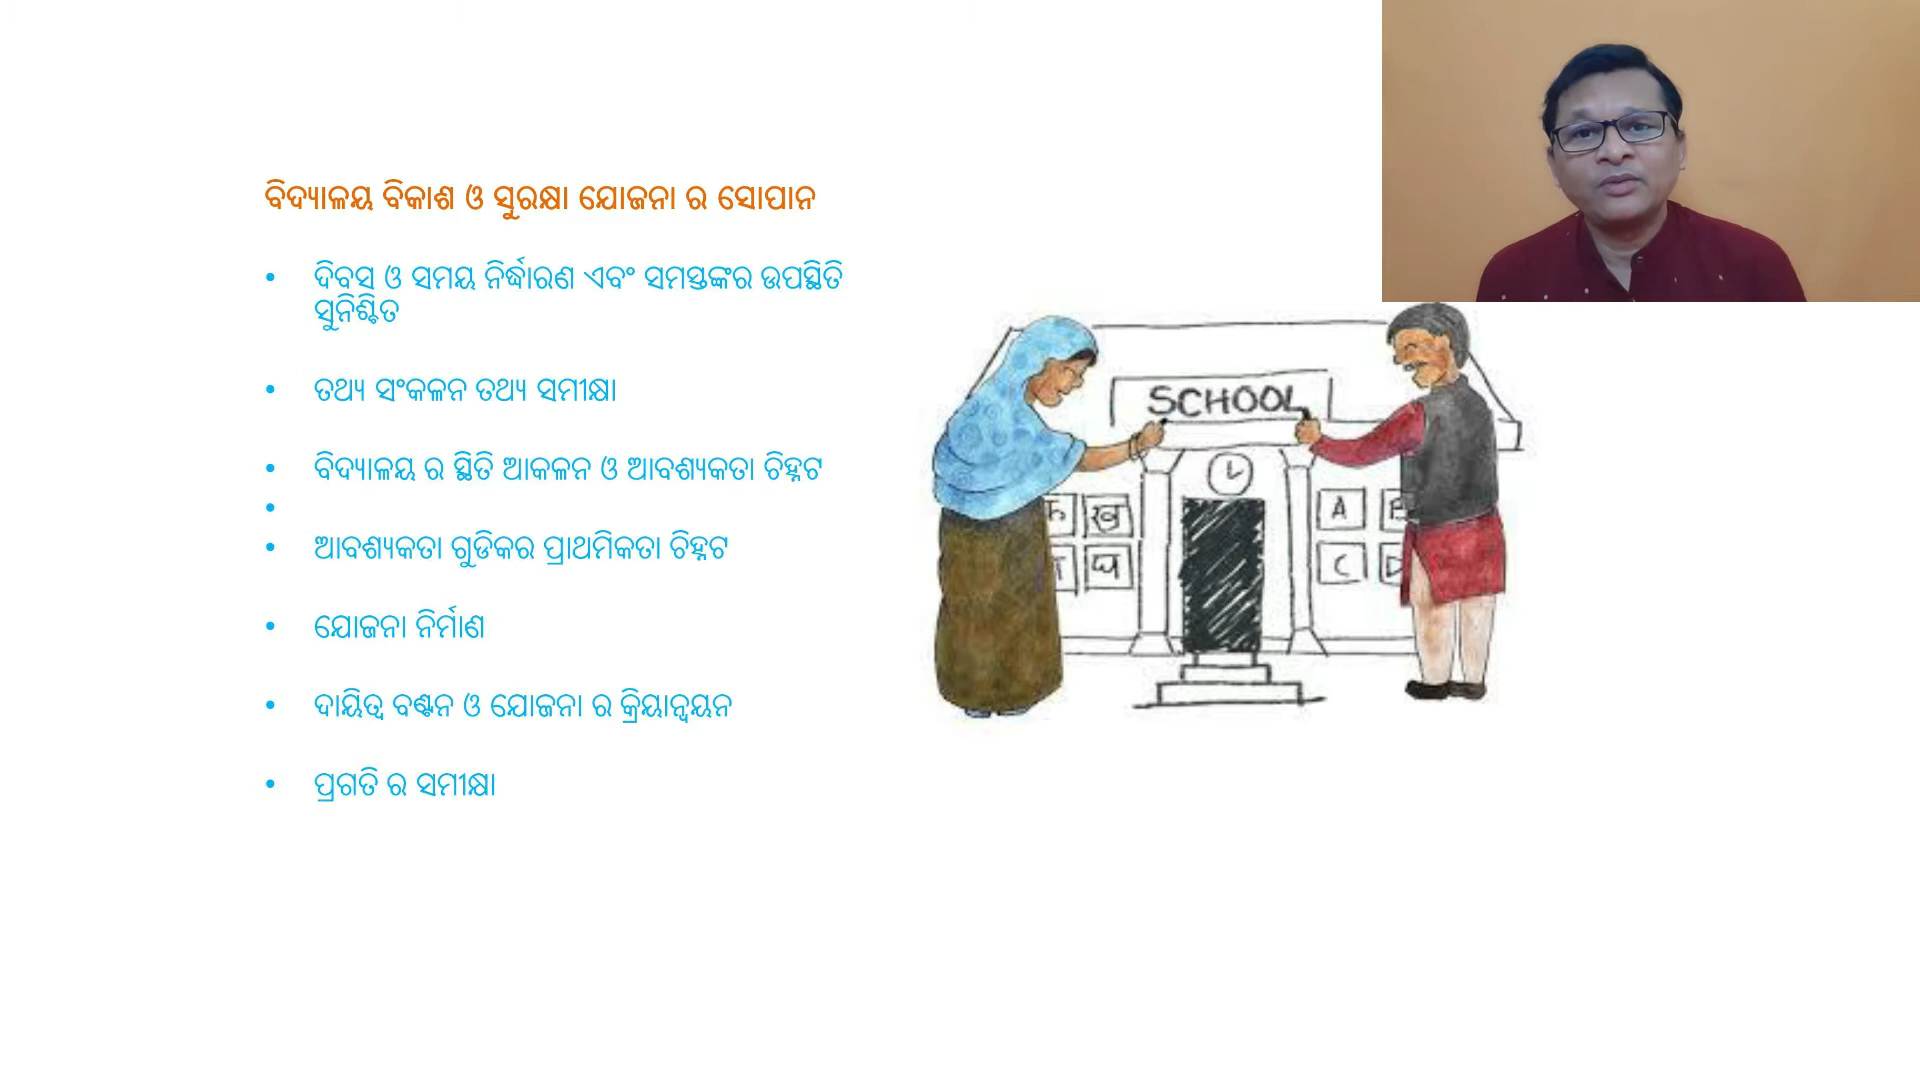 ବିଦ୍ୟାଳୟ ବିକାଶ ଓ ସୁରକ୍ଷା ଯୋଜନା ର ସୋପାନ
• ଦିବସ ଓ ସମୟ ନିର୍ଦ୍ଧାରଣ ଏବଂ ସମସ୍ତଙ୍କର ଉପସ୍ଥିତି
ସୁନିଶ୍ଚିତ
• ତଥ୍ୟ ସଂକଳନ ତଥ୍ୟ ସମୀକ୍ଷା
• ବିଦ୍ୟାଳୟ ର ସ୍ଥିତି ଆକଳନ ଓ ଆବଶ୍ୟକତା ଚିହ୍ନଟ
•
• ଆବଶ୍ୟକତା ଗୁଡିକର ପ୍ରାଥମିକତା ଚିହ୍ନଟ
• ଯୋଜନା ନିର୍ମାଣ
• ଦାୟିତ୍ୱ ବଣ୍ଟନ ଓ ଯୋଜନା ର କ୍ରିୟାନ୍ୱୟନ
• ପ୍ରଗତି ର ସମୀକ୍ଷା
SCHOOL
ख A B
घ C D